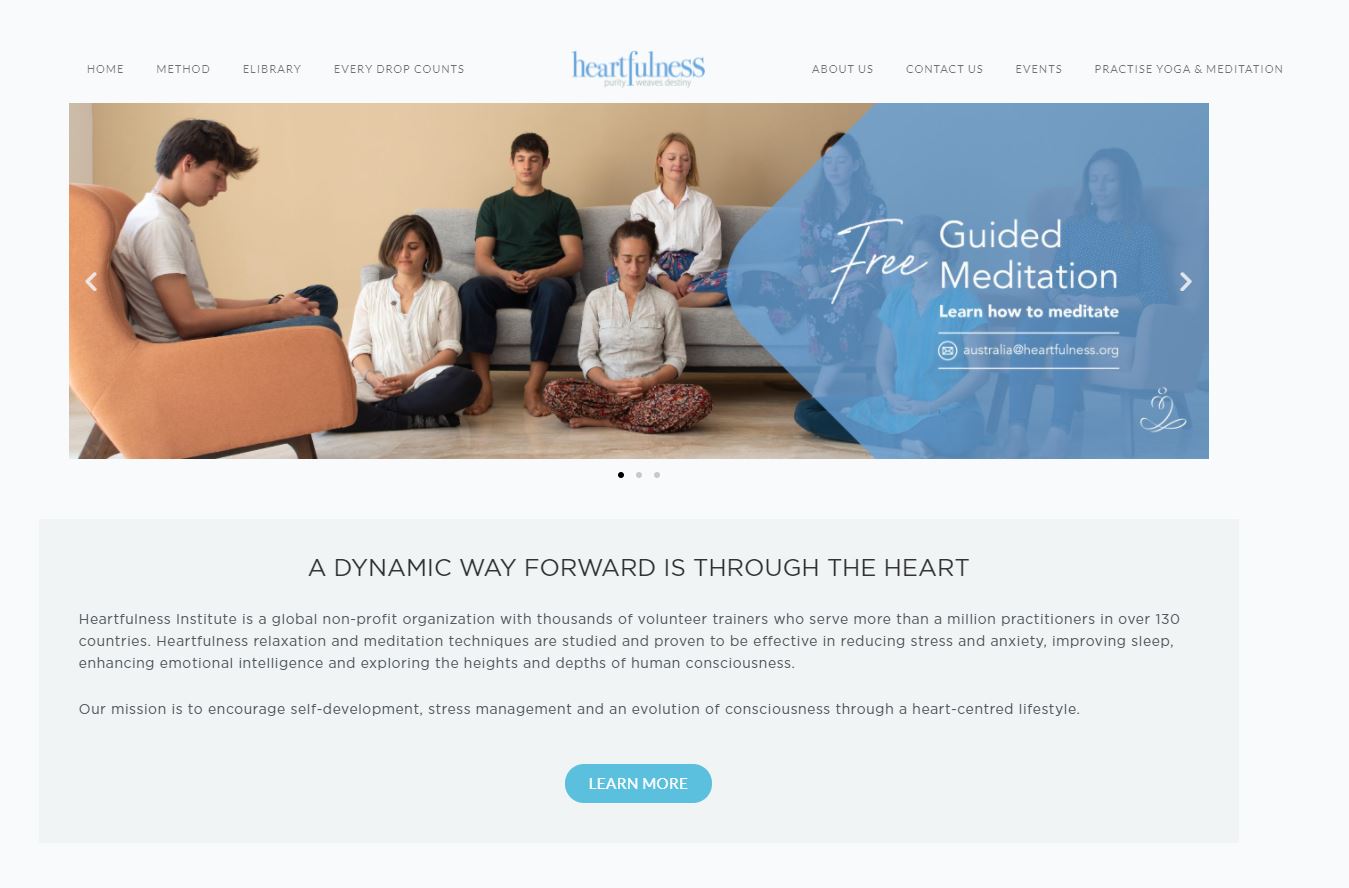 HOME METHOD ELIBRARY EVERY DROP COUNTS
heartfulness
purity weaves destiny
ABOUT US CONTACT US EVENTS PRACTISE YOGA & MEDITATION
Free Guided
Meditation
Learn how to meditate
australia@heartfulness.org
A DYNAMIC WAY FORWARD IS THROUGH THE HEART
Heartfulness Institute is a global non-profit organization with thousands of volunteer trainers who serve more than a million practitioners in over 130
countries. Heartfulness relaxation and meditation techniques are studied and proven to be effective in reducing stress and anxiety, improving sleep,
enhancing emotional intelligence and exploring the heights and depths of human consciousness.
Our mission is to encourage self-development, stress management and an evolution of consciousness through a heart-centred lifestyle.
LEARN MORE